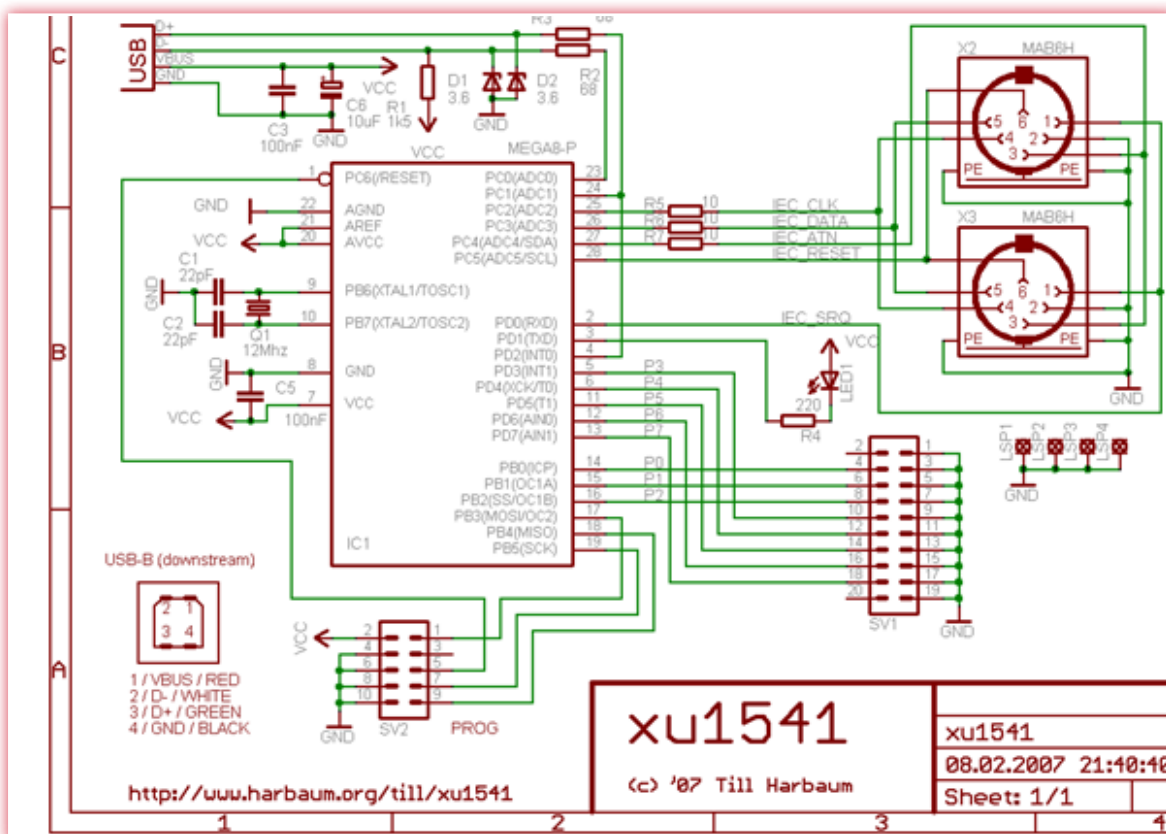 C
USB
D+
D-
VBUS
GND
VCC
C3
100nF
C6
10uF
GND
R1
1k5
VCC
D1
3.6
D2
3.6
GND
R3
68
R2
68
X2
MAB6H
5
4
6
1
2
3
PE
PE
X3
MAB6H
5
4
6
1
2
3
PE
PE
GND
MEGA8-P
1
PC6(/RESET)
GND
22
AGND
21
AREF
VCC
20
AVCC
C1
22pF
GND
9
PB6(XTAL1/TOSC1)
C2
22pF
Q1
12Mhz
10
PB7(XTAL2/TOSC2)
GND
8
GND
C5
100nF
VCC
7
VCC
IC1
PC0(ADC0)
23
PC1(ADC1)
24
PC2(ADC2)
25
PC3(ADC3)
26
PC4(ADC4/SDA)
27
PC5(ADC5/SCL)
28
PD0(RXD)
2
PD1(TXD)
3
PD2(INT0)
4
PD3(INT1)
5
PD4(XCK/T0)
6
PD5(T1)
11
PD6(AIN0)
12
PD7(AIN1)
13
PB0(ICP)
14
PB1(OC1A)
15
PB2(SS/OC1B)
16
PB3(MOSI/OC2)
17
PB4(MISO)
18
PB5(SCK)
19
R5
10
IEC_CLK
R6
10
IEC_DATA
R7
10
IEC_ATN
IEC_RESET
IEC_SRQ
P3
P4
P5
P6
P7
P0
P1
P2
VCC
LED1
220
R4
2
4
6
8
10
12
14
16
18
20
1
3
5
7
9
11
13
15
17
19
SV1
GND
LSP1
LSP2
LSP3
LSP4
GND
B
A
USB-B (downstream)
2 1
3 4
1 / VBUS / RED
2 / D- / WHITE
3 / D+ / GREEN
4 / GND / BLACK
VCC
2
4
6
8
10
1
3
5
7
9
GND
SV2
PROG
http://www.harbaum.org/till/xu1541
xu1541
(c) '07 Till Harbaum
xu1541
08.02.2007 21:40:40
Sheet: 1/1
1
2
3
4